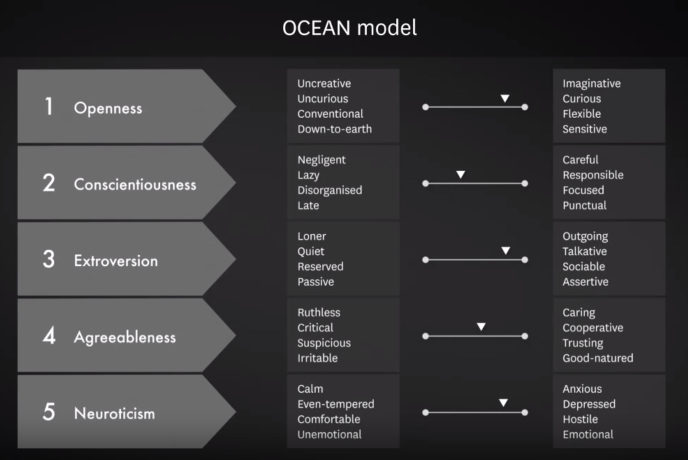 OCEAN model
1 Openness
Uncreative
Uncurious
Conventional
Down-to-earth
Imaginative
Curious
Flexible
Sensitive
2 Conscientiousness
Negligent
Lazy
Disorganised
Late
Careful
Responsible
Focused
Punctual
3 Extroversion
Loner
Quiet
Reserved
Passive
Outgoing
Talkative
Sociable
Assertive
4 Agreeableness
Ruthless
Critical
Suspicious
Irritable
Caring
Cooperative
Trusting
Good-natured
5 Neuroticism
Calm
Even-tempered
Comfortable
Unemotional
Anxious
Depressed
Hostile
Emotional